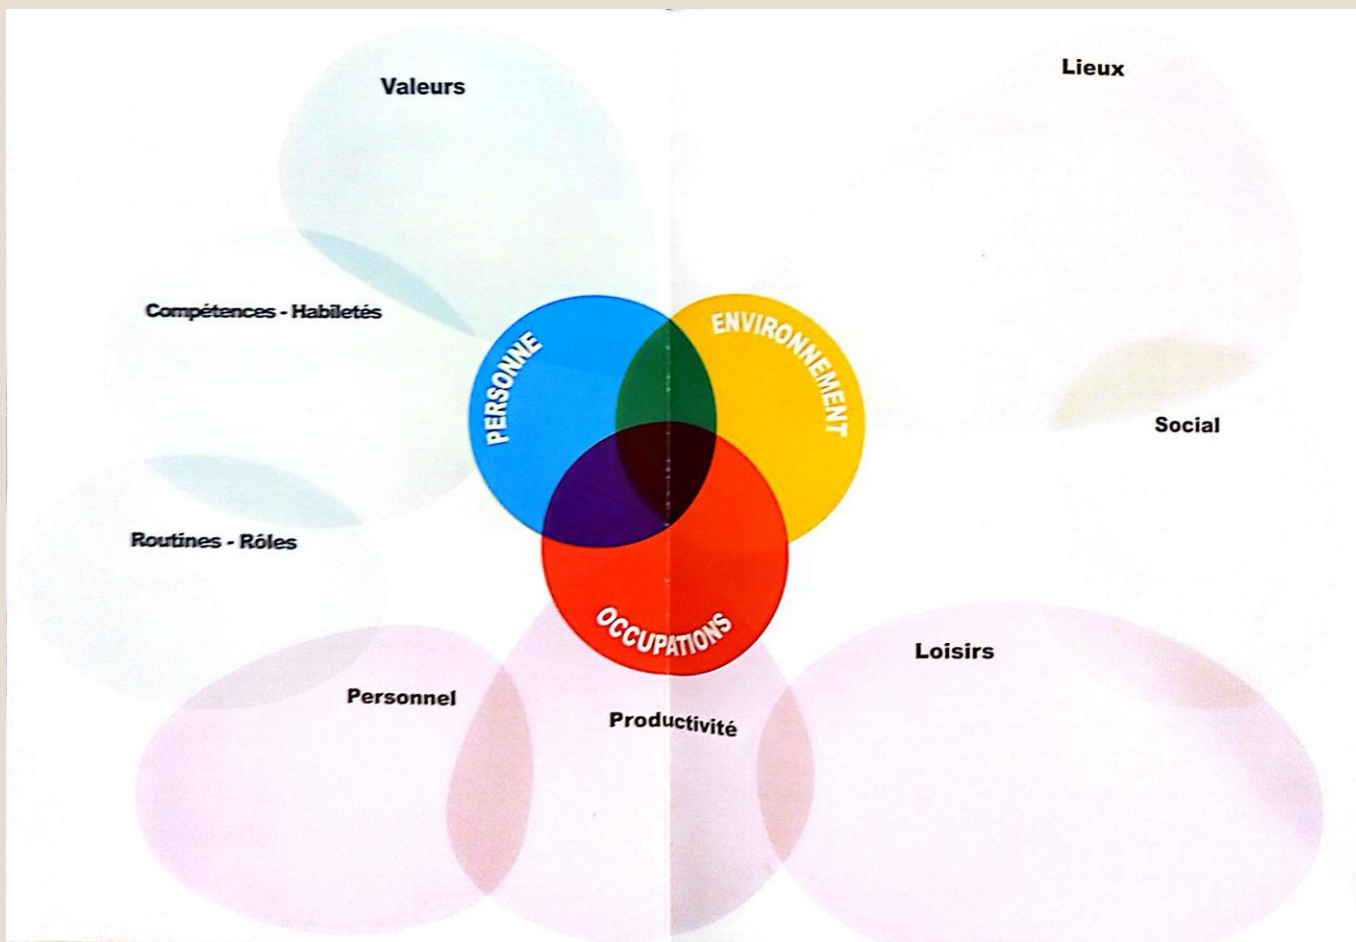 Valeurs
Lieux
Compétences - Habiletés
PERSONNE
ENVIRONNEMENT
Social
Routines - Rôles
OCCUPATIONS
Loisirs
Personnel
Productivité